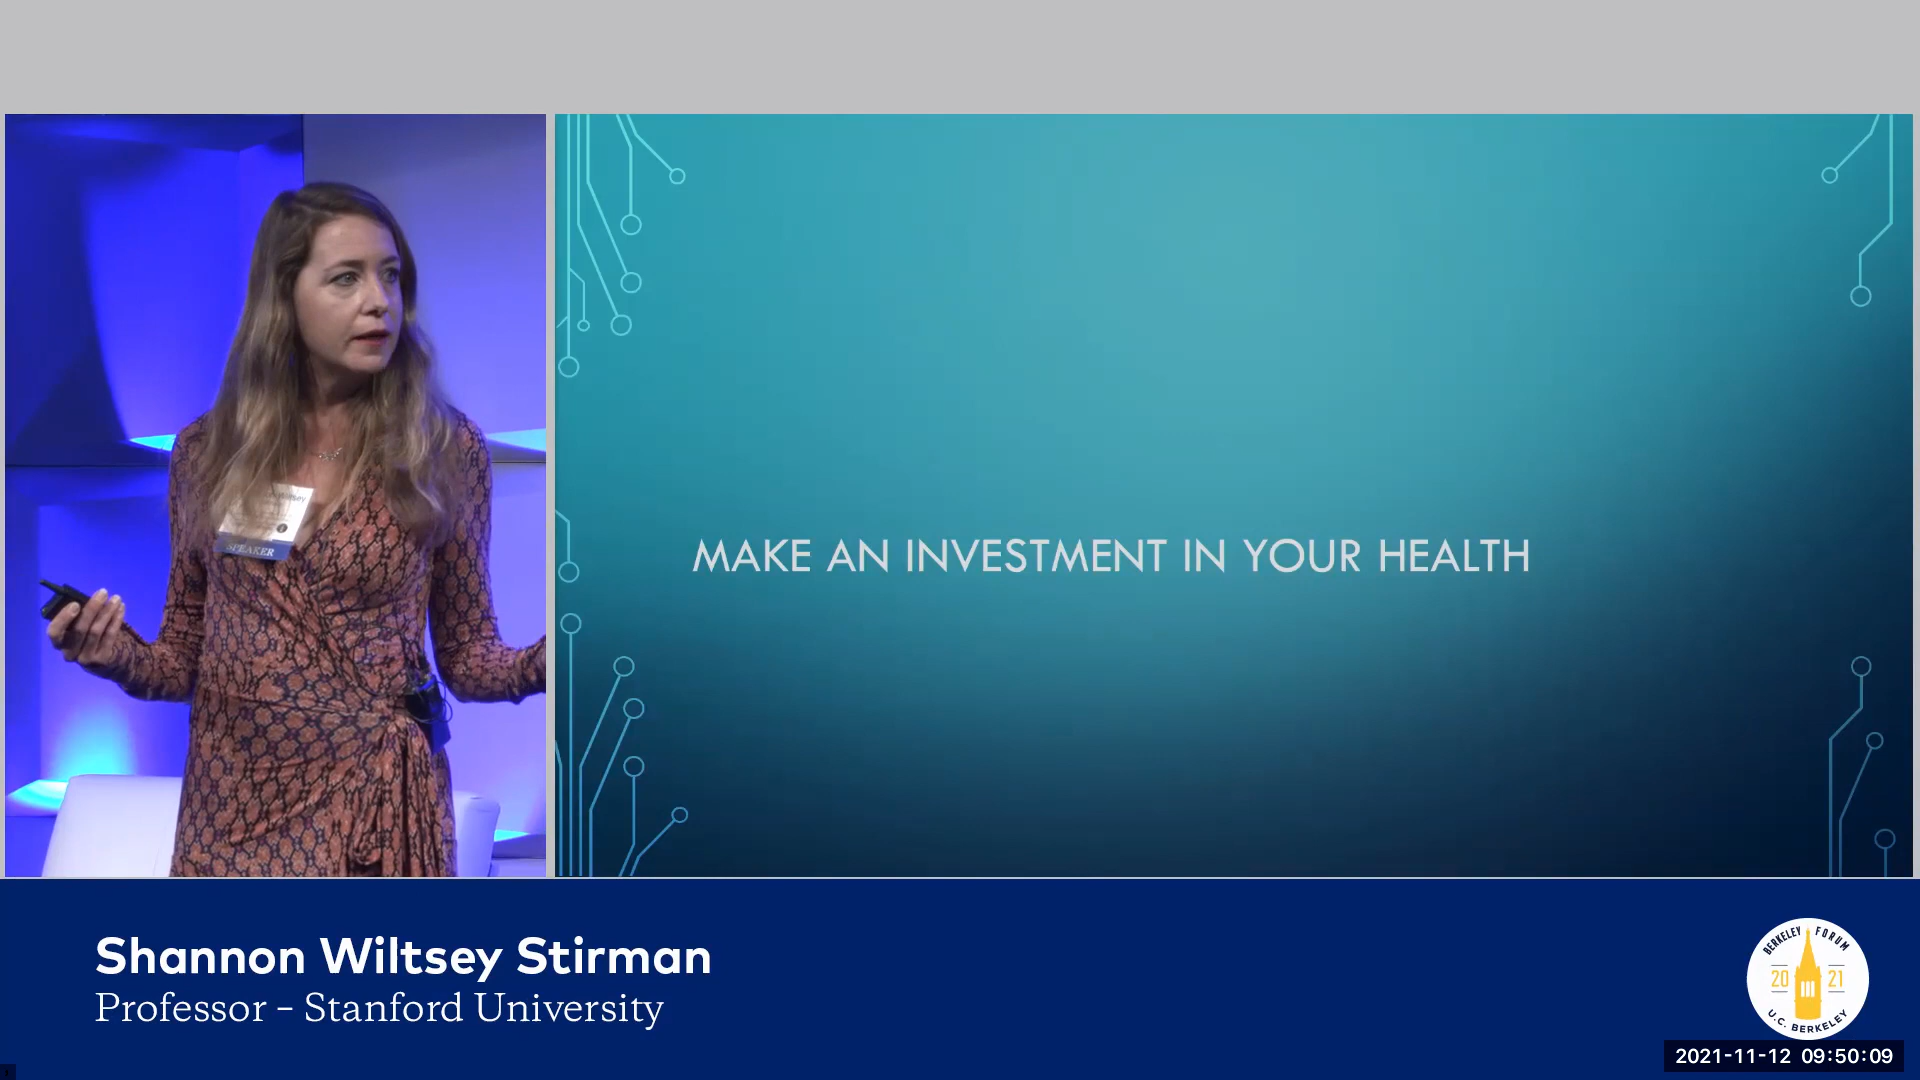 MAKE AN INVESTMENT IN YOUR HEALTH
SPEAKER
Shannon Wiltsey Stirman
Professor – Stanford University
BERKELEY FORUM
20 21
U.C. BERKELEY
2021-11-12 09:50:09